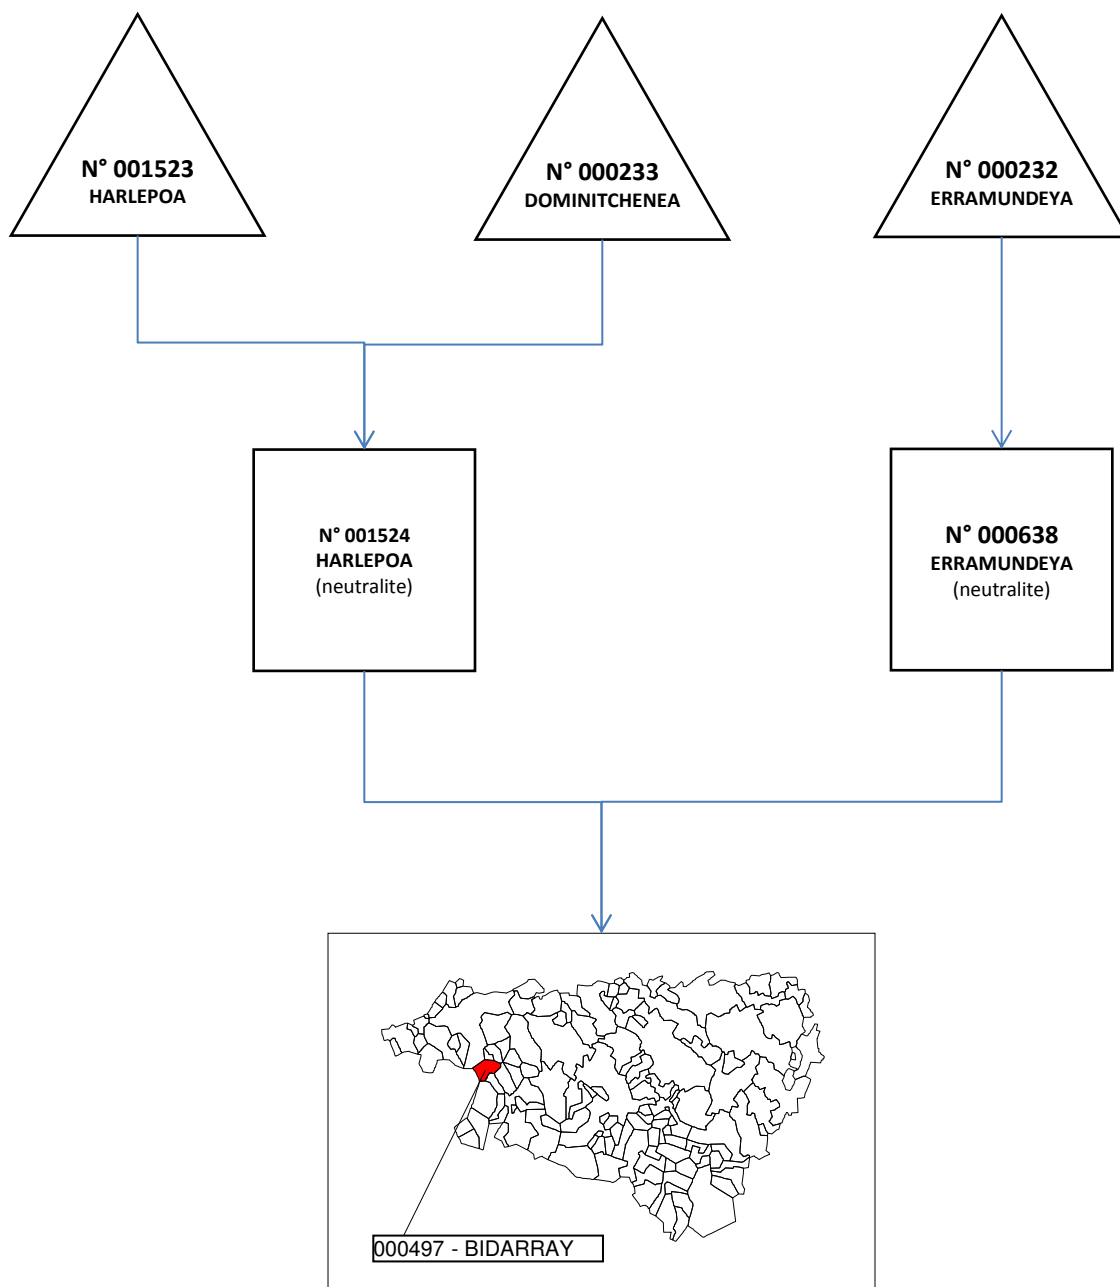 N° 001523
HARLEPOA
N° 000233
DOMINITCHENEA
N° 000232
ERRAMUNDEYA
N° 001524
HARLEPOA
(neutralite)
N° 000638
ERRAMUNDEYA
(neutralite)
000497 - BIDARRAY